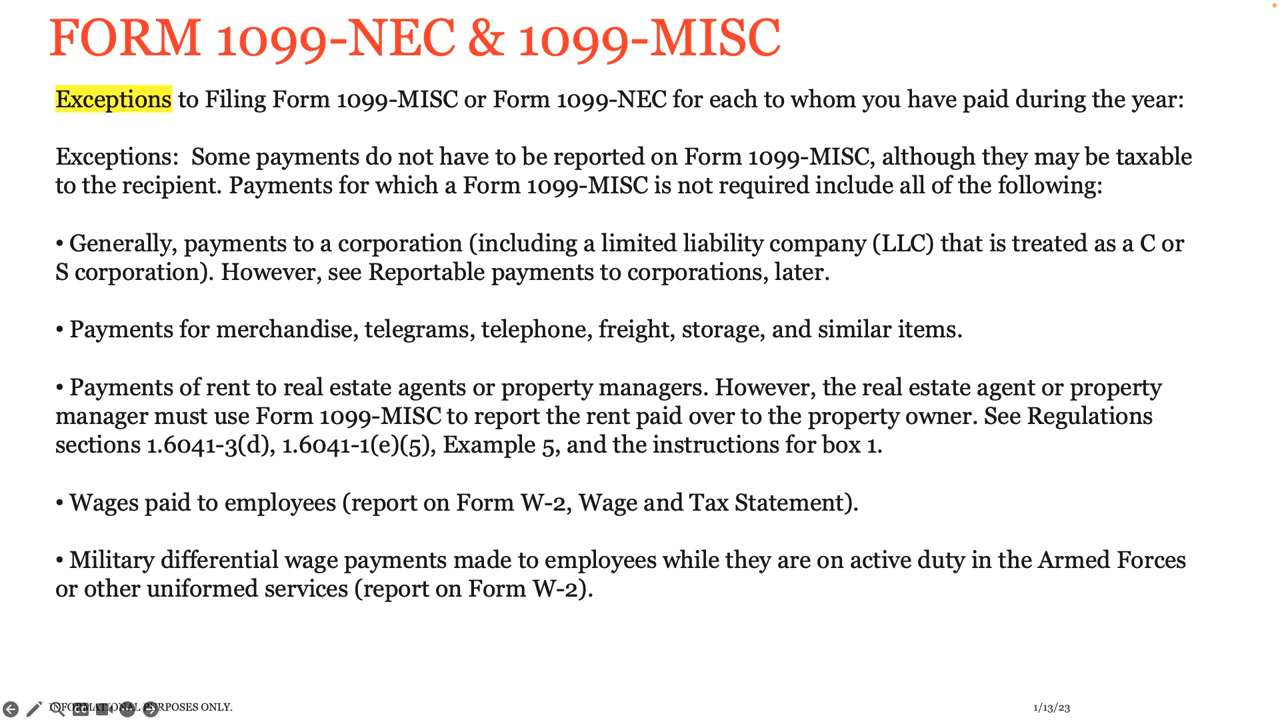 FORM 1099-NEC & 1099-MISC
Exceptions to Filing Form 1099-MISC or Form 1099-NEC for each to whom you have paid during the year:
Exceptions:  Some payments do not have to be reported on Form 1099-MISC, although they may be taxable
to the recipient. Payments for which a Form 1099-MISC is not required include all of the following:
• Generally, payments to a corporation (including a limited liability company (LLC) that is treated as a C or
S corporation). However, see Reportable payments to corporations, later.
• Payments for merchandise, telegrams, telephone, freight, storage, and similar items.
• Payments of rent to real estate agents or property managers. However, the real estate agent or property
manager must use Form 1099-MISC to report the rent paid over to the property owner. See Regulations
sections 1.6041-3(d), 1.6041-1(e)(5), Example 5, and the instructions for box 1.
• Wages paid to employees (report on Form W-2, Wage and Tax Statement).
• Military differential wage payments made to employees while they are on active duty in the Armed Forces
or other uniformed services (report on Form W-2).
INFORMATIONAL PURPOSES ONLY.
1/13/23